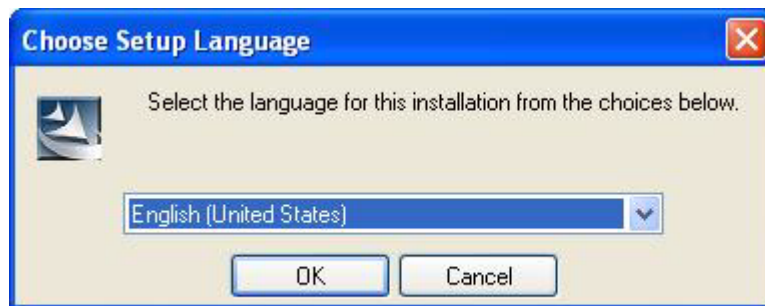 Choose Setup Language
Select the language for this installation from the choices below.
English (United States)
OK
Cancel